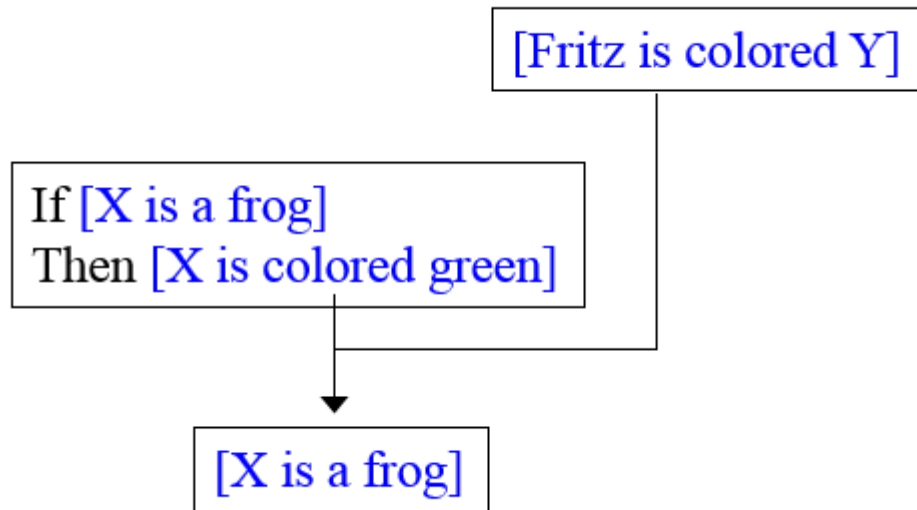 [Fritz is colored Y]
If [X is a frog]
Then [X is colored green]
[X is a frog]